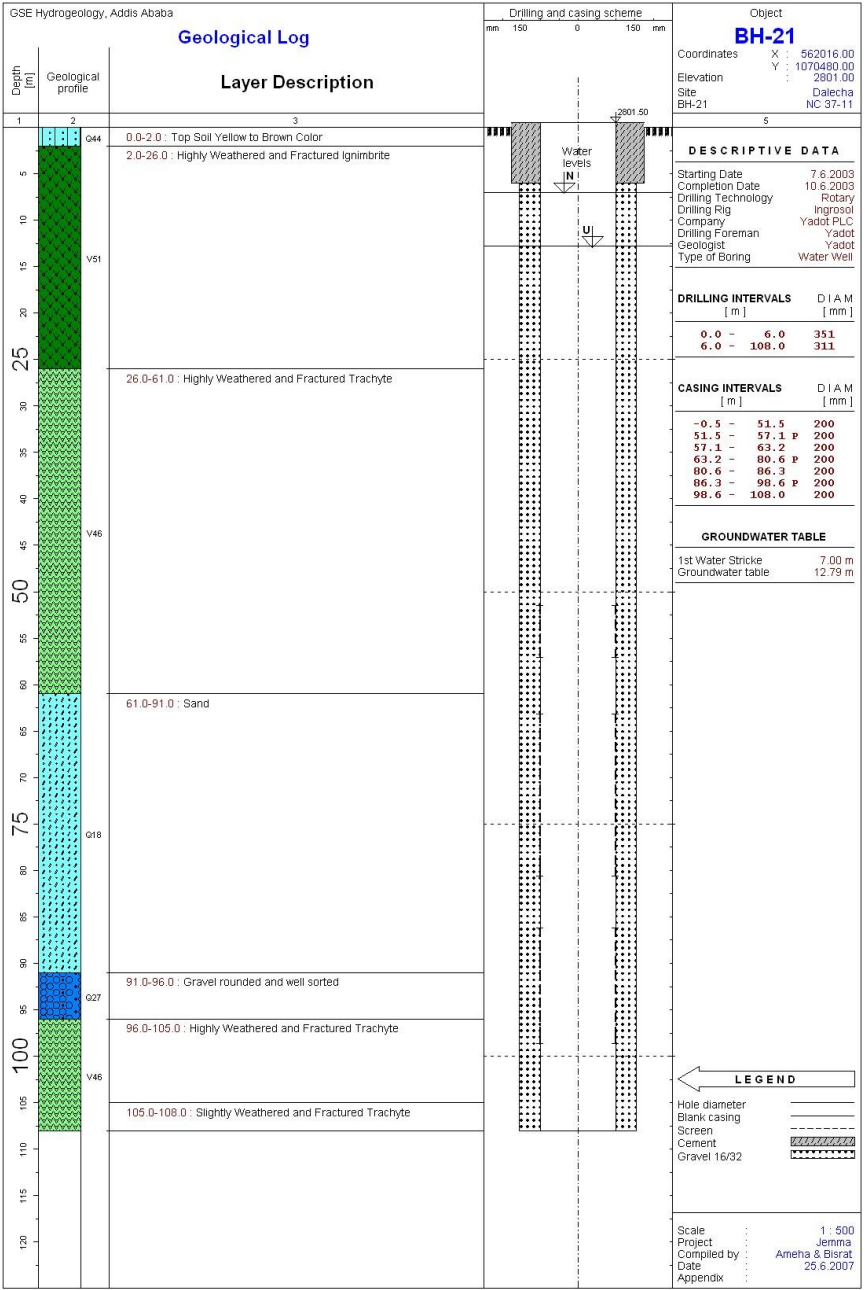 GSE Hydrogeology, Addis Ababa
Geological Log
Depth [m]
Geological profile
Layer Description
1 2 3
Q44
0.0-2.0 : Top Soil Yellow to Brown Color
2.0-26.0 : Highly Weathered and Fractured Ignimbrite
V51
26.0-61.0 : Highly Weathered and Fractured Trachyte
V46
61.0-91.0 : Sand
Q18
91.0-96.0 : Gravel rounded and well sorted
Q27
96.0-105.0 : Highly Weathered and Fractured Trachyte
V46
105.0-108.0 : Slightly Weathered and Fractured Trachyte
5
10
15
20
25
30
35
40
45
50
55
60
65
70
75
80
85
90
95
100
105
110
115
120
Drilling and casing scheme
mm 150 0 150 mm
2801.50
Water
levels
N
U
Object
BH-21
Coordinates X : 562016.00
Y : 1070480.00
Elevation : 2801.00
Site Dalecha
BH-21 NC 37-11
5
DESCRIPTIVE DATA
Starting Date 7.6.2003
Completion Date 10.6.2003
Drilling Technology Rotary
Drilling Rig Ingrosol
Company Yadot PLC
Drilling Foreman Yadot
Geologist Yadot
Type of Boring Water Well
DRILLING INTERVALS DIAM
[ m ] [ mm ]
0.0 - 6.0 351
6.0 - 108.0 311
CASING INTERVALS DIAM
[ m ] [ mm ]
-0.5 - 51.5 200
51.5 - 57.1 P 200
57.1 - 63.2 200
63.2 - 80.6 P 200
80.6 - 86.3 200
86.3 - 98.6 P 200
98.6 - 108.0 200
GROUNDWATER TABLE
1st Water Stricke 7.00 m
Groundwater table 12.79 m
LEGEND
Hole diameter
Blank casing
Screen
Cement
Gravel 16/32
Scale : 1 : 500
Project : Jemma
Compiled by : Ameha & Bisrat
Date : 25.6.2007
Appendix :